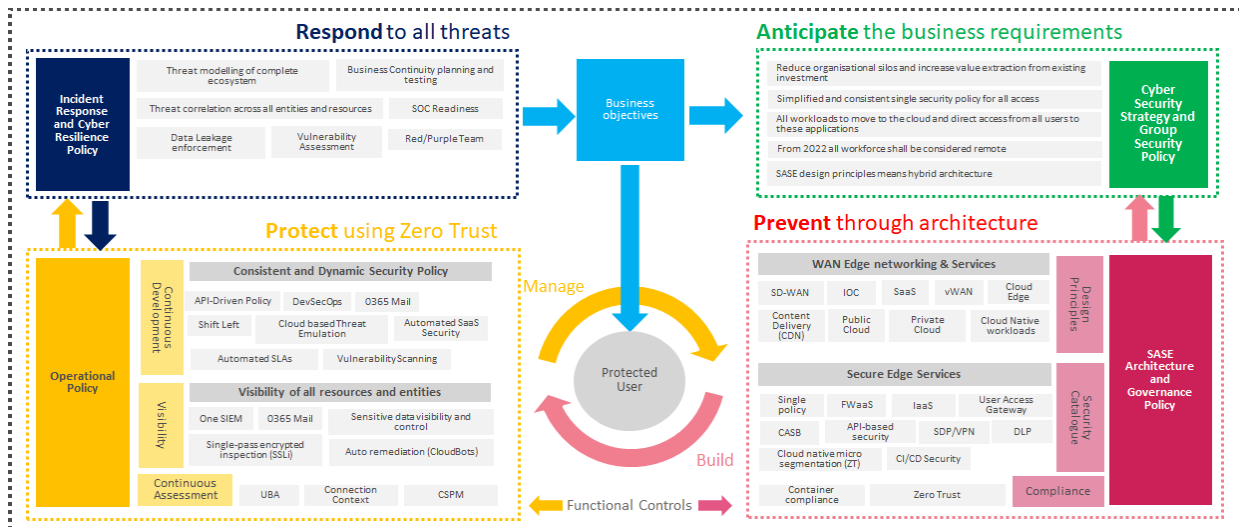 Respond to all threats
Incident
Response
and Cyber
Resilience
Policy
Threat modelling of complete
ecosystem
Business Continuity planning and
testing
Threat correlation across all entities and resources
SOC Readiness
Data Leakage
enforcement
Vulnerability
Assessment
Red/Purple Team
Business
objectives
Anticipate the business requirements
Reduce organisational silos and increase value extraction from existing
investment
Simplified and consistent single security policy for all access
All workloads to move to the cloud and direct access from all users to
these applications
From 2022 all workforce shall be considered remote
SASE design principles means hybrid architecture
Cyber
Security
Strategy and
Group
Security
Policy
Protect using Zero Trust
Operational
Policy
Continuous
Development
Consistent and Dynamic Security Policy
API-Driven Policy
DevSecOps
O365 Mail
Shift Left
Cloud based Threat
Emulation
Automated SaaS
Security
Automated SLAs
Vulnerability Scanning
Visibility
Visibility of all resources and entities
One SIEM
O365 Mail
Sensitive data visibility and
control
Single-pass encrypted
inspection (SSLi)
Auto remediation (CloudBots)
Continuous
Assessment
UBA
Connection
Context
CSPM
Manage
Protected
User
Build
Functional Controls
Prevent through architecture
WAN Edge networking & Services
SD-WAN
IOC
SaaS
vWAN
Cloud
Edge
Content
Delivery
(CDN)
Public
Cloud
Private
Cloud
Cloud Native
workloads
Design
Principles
Secure Edge Services
Single
policy
FWaaS
IaaS
User Access
Gateway
CASB
API-based
security
SDP/VPN
DLP
Cloud native micro
segmentation (ZT)
CI/CD Security
Security
Catalogue
Container
compliance
Zero Trust
Compliance
SASE
Architecture
and
Governance
Policy